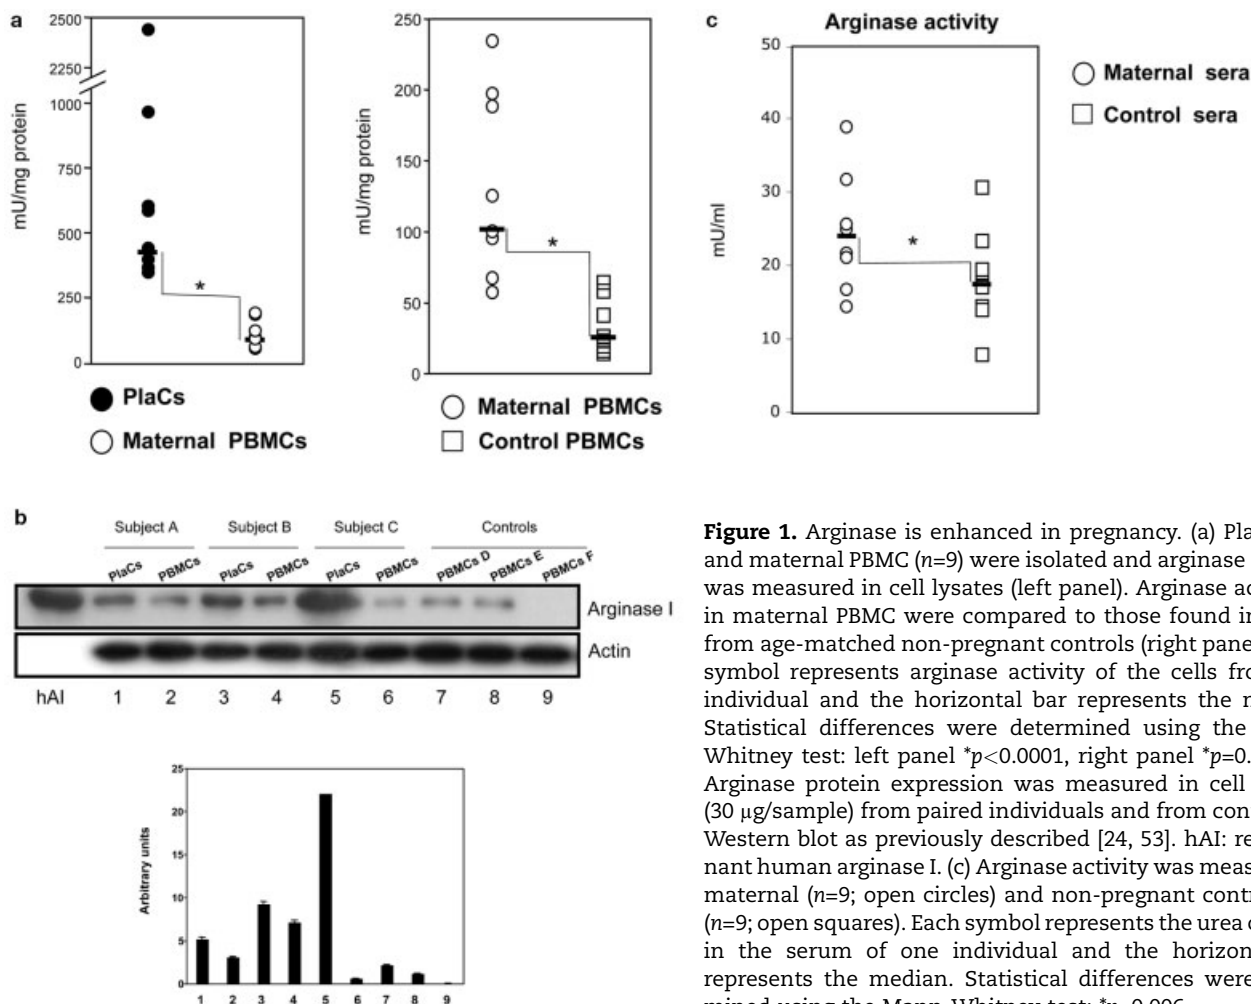 a
2500
2250
1000
750
500
250
0
mU/mg protein
*
PlaCs
Maternal PBMCs
250
200
150
100
50
0
mU/mg protein
*
Maternal PBMCs
Control PBMCs
c
Arginase activity
50
40
30
20
10
0
mU/ml
*
Maternal sera
Control sera
b
Subject A Subject B Subject C Controls
PlaCs PBMCs PlaCs PBMCs PlaCs PBMCs PBMCs D PBMCs E PBMCs F
Arginase I
Actin
hAI 1 2 3 4 5 6 7 8 9
25
20
15
10
5
0
Arbitrary units
1 2 3 4 5 6 7 8 9
Figure 1. Arginase is enhanced in pregnancy. (a) Pla
and maternal PBMC (n=9) were isolated and arginase
was measured in cell lysates (left panel). Arginase ac
in maternal PBMC were compared to those found in
from age-matched non-pregnant controls (right pane
symbol represents arginase activity of the cells fro
individual and the horizontal bar represents the m
Statistical differences were determined using the
Whitney test: left panel *p<0.0001, right panel *p=0.
Arginase protein expression was measured in cell
(30 µg/sample) from paired individuals and from con
Western blot as previously described [24, 53]. hAI: re
nant human arginase I. (c) Arginase activity was meas
maternal (n=9; open circles) and non-pregnant contr
(n=9; open squares). Each symbol represents the urea
in the serum of one individual and the horizon
represents the median. Statistical differences were
mined using the Mann-Whitney test: